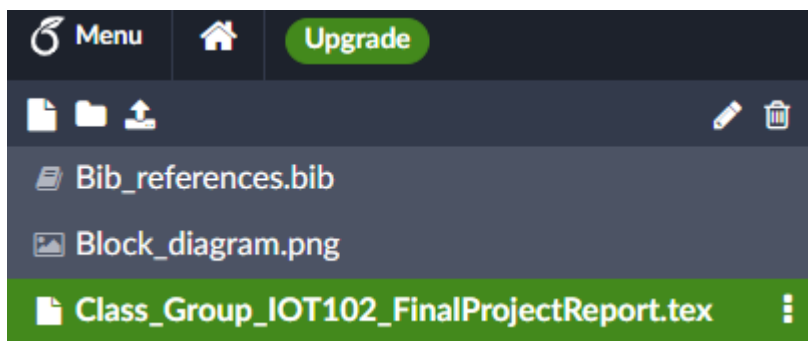 Menu Upgrade
Bib_references.bib
Block_diagram.png
Class_Group_IOT102_FinalProjectReport.tex